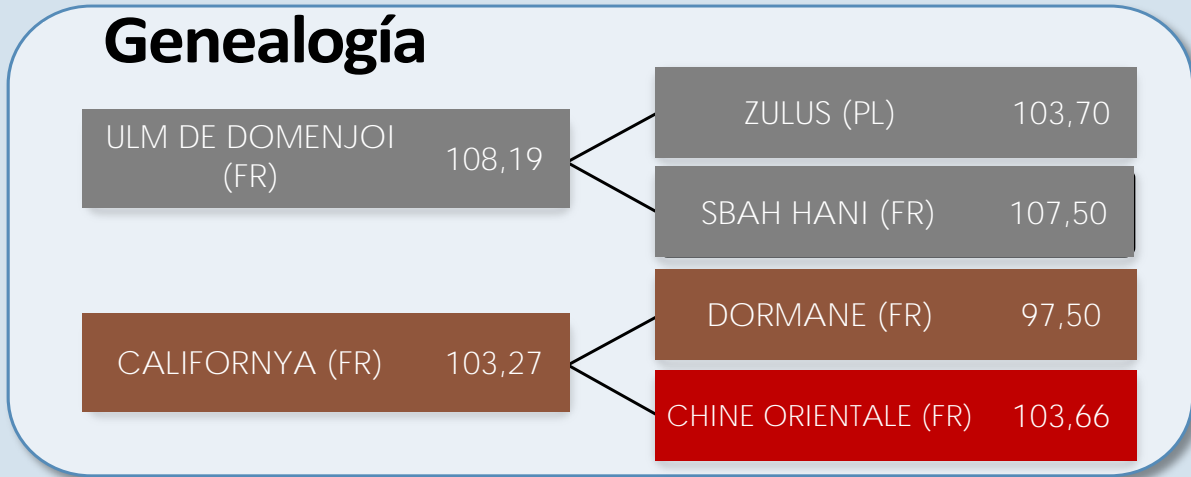 Genealogía
ULM DE DOMENJOI
(FR)
108,19
ZULUS (PL)
103,70
SBAH HANI (FR)
107,50
CALIFORNYA (FR)
103,27
DORMANE (FR)
97,50
CHINE ORIENTALE (FR)
103,66